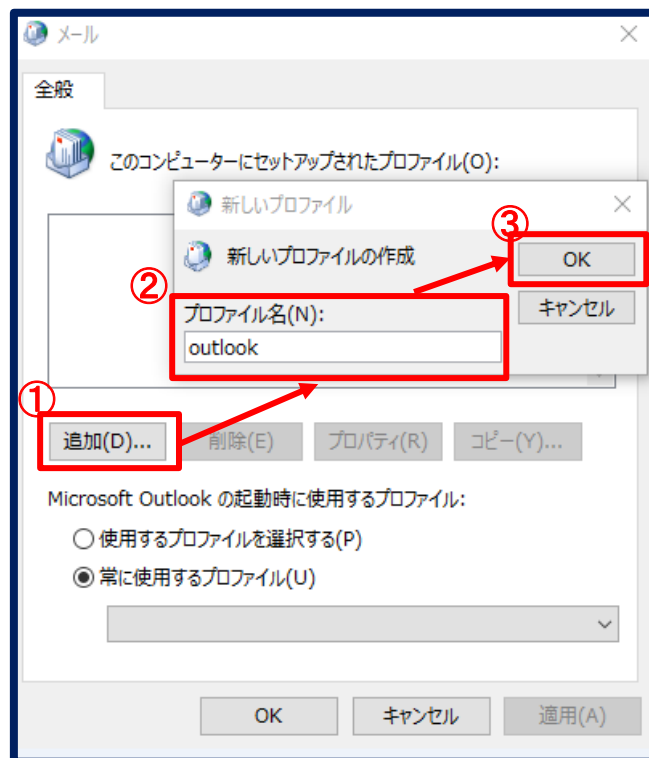 メール
全般
このコンピューターにセットアップされたプロファイル(O):
新しいプロファイル
③
新しいプロファイルの作成
OK
②
プロファイル名(N):
キャンセル
outlook
①
追加(D)... 削除(E) プロパティ(R) コピー(Y)...
Microsoft Outlook の起動時に使用するプロファイル:
使用するプロファイルを選択する(P)
常に使用するプロファイル(U)
OK キャンセル 適用(A)